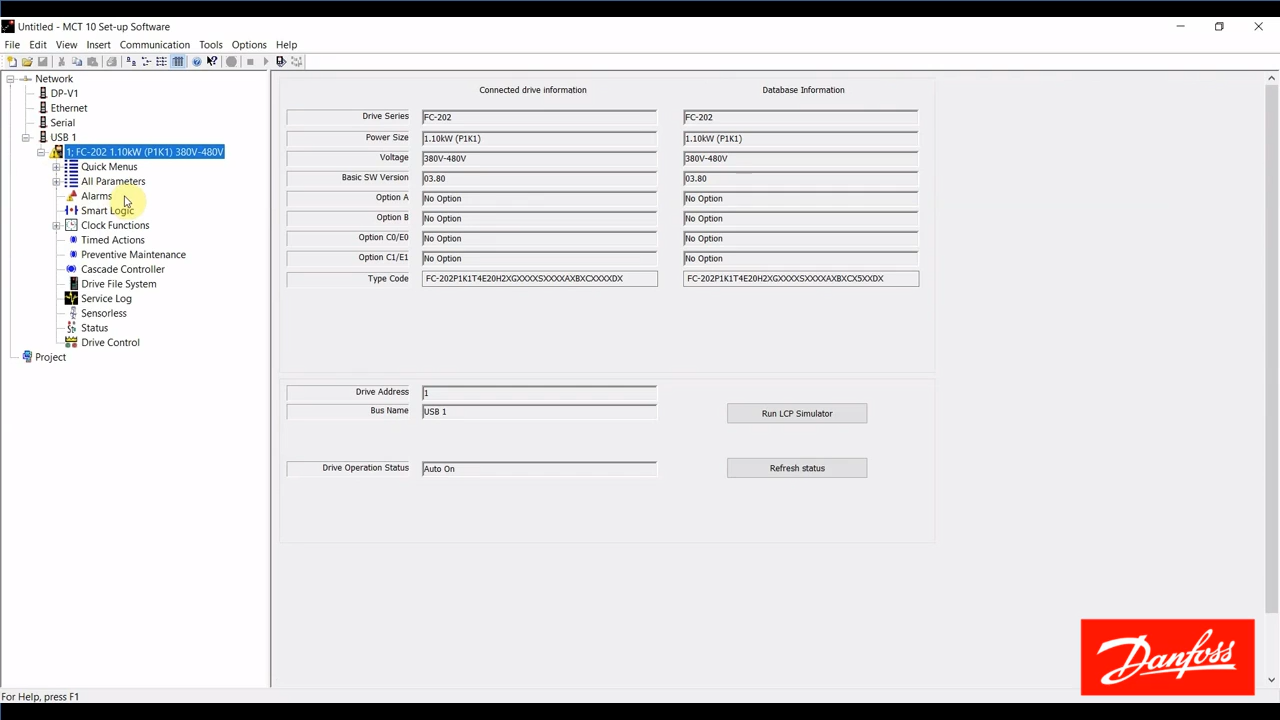 Untitled - MCT 10 Set-up Software
File Edit View Insert Communication Tools Options Help
Network
DP-V1
Ethernet
Serial
USB 1
1; FC-202 1.10kW (P1K1) 380V-480V
Quick Menus
All Parameters
Alarms
Smart Logic
Clock Functions
Timed Actions
Preventive Maintenance
Cascade Controller
Drive File System
Service Log
Sensorless
Status
Drive Control
Project
Connected drive information Database Information
Drive Series FC-202 FC-202
Power Size 1.10kW (P1K1) 1.10kW (P1K1)
Voltage 380V-480V 380V-480V
Basic SW Version 03.80 03.80
Option A No Option No Option
Option B No Option No Option
Option C0/E0 No Option No Option
Option C1/E1 No Option No Option
Type Code FC-202P1K1T4E20H2XGXXXXSXXXXAXBXCXXXXDX FC-202P1K1T4E20H2XGXXXXSXXXXAXBXCX5XXDX
Drive Address 1
Bus Name USB 1
Run LCP Simulator
Drive Operation Status Auto On
Refresh status
Danfoss
For Help, press F1